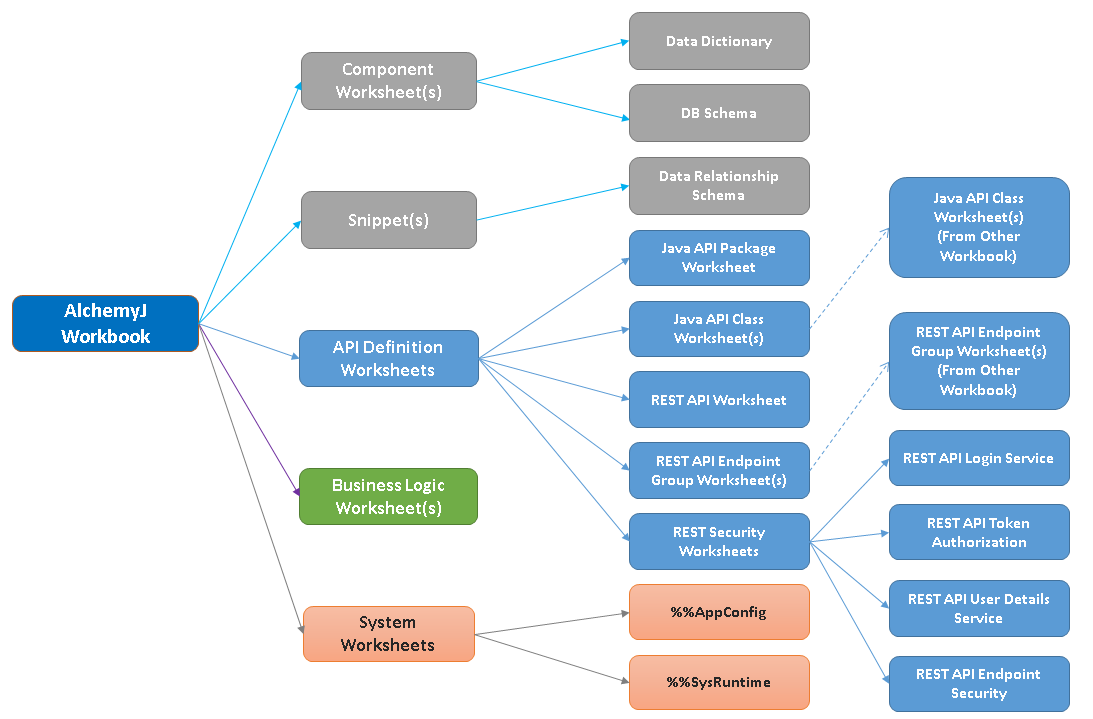 AlchemyJ
Workbook
Component
Worksheet(s)
Snippet(s)
API Definition
Worksheets
Business Logic
Worksheet(s)
System
Worksheets
Data Dictionary
DB Schema
Data Relationship
Schema
Java API Package
Worksheet
Java API Class
Worksheet(s)
REST API Worksheet
REST API Endpoint
Group Worksheet(s)
REST Security
Worksheets
%%AppConfig
%%SysRuntime
Java API Class
Worksheet(s)
(From Other
Workbook)
REST API Endpoint
Group Worksheet(s)
(From Other
Workbook)
REST API Login Service
REST API Token
Authorization
REST API User Details
Service
REST API Endpoint
Security